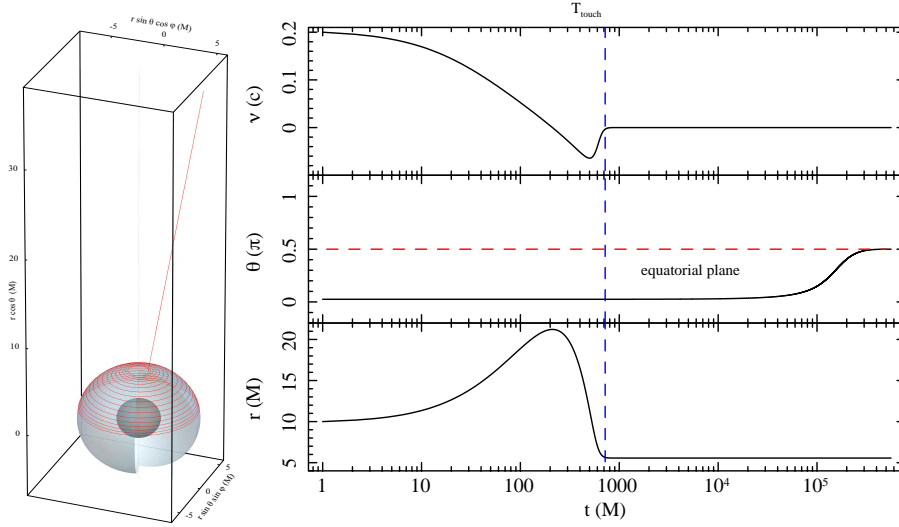 r sin θ cos φ (M)
-5
0
5
r cos θ (M)
30
20
10
0
r sin θ sin φ (M)
5
0
-5
T_touch
ν (c)
0.2
0.1
0
θ (π)
1
0.5
0
equatorial plane
r (M)
20
15
10
5
1 10 100 1000 10^4 10^5
t (M)